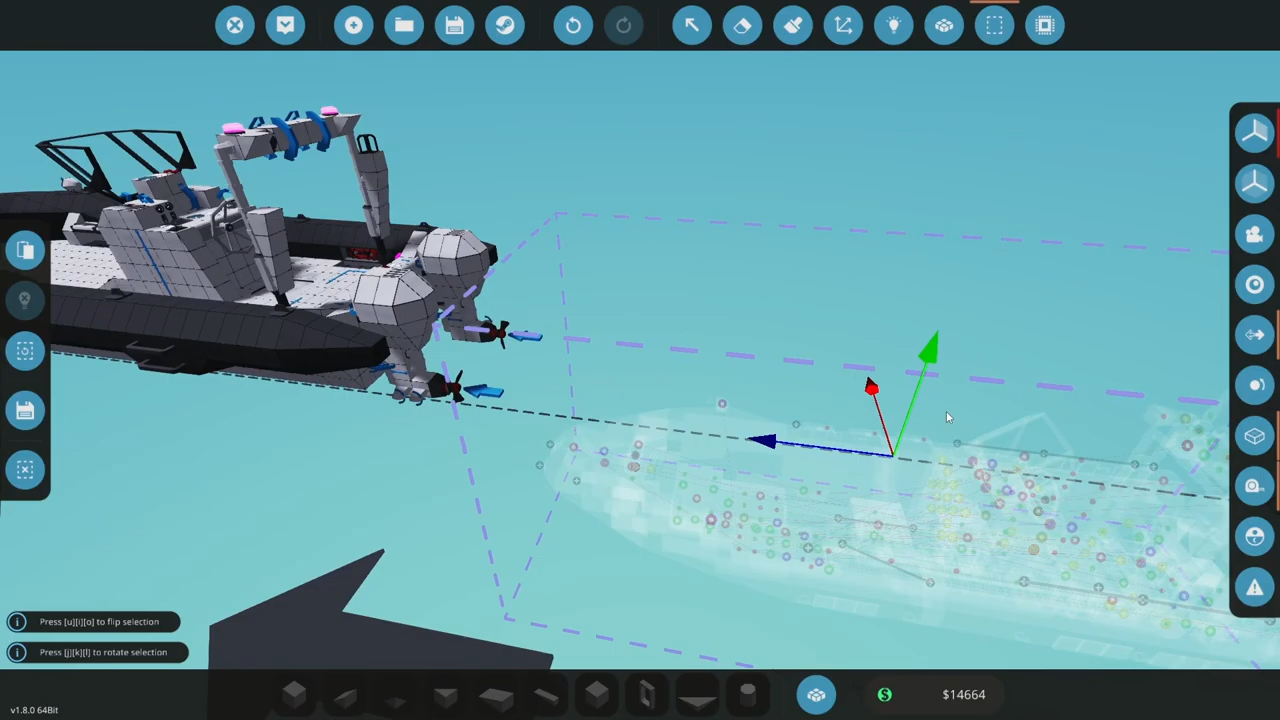 Press [u][i][o] to flip selection
Press [j][k][l] to rotate selection
v1.8.0 64Bit
$14664